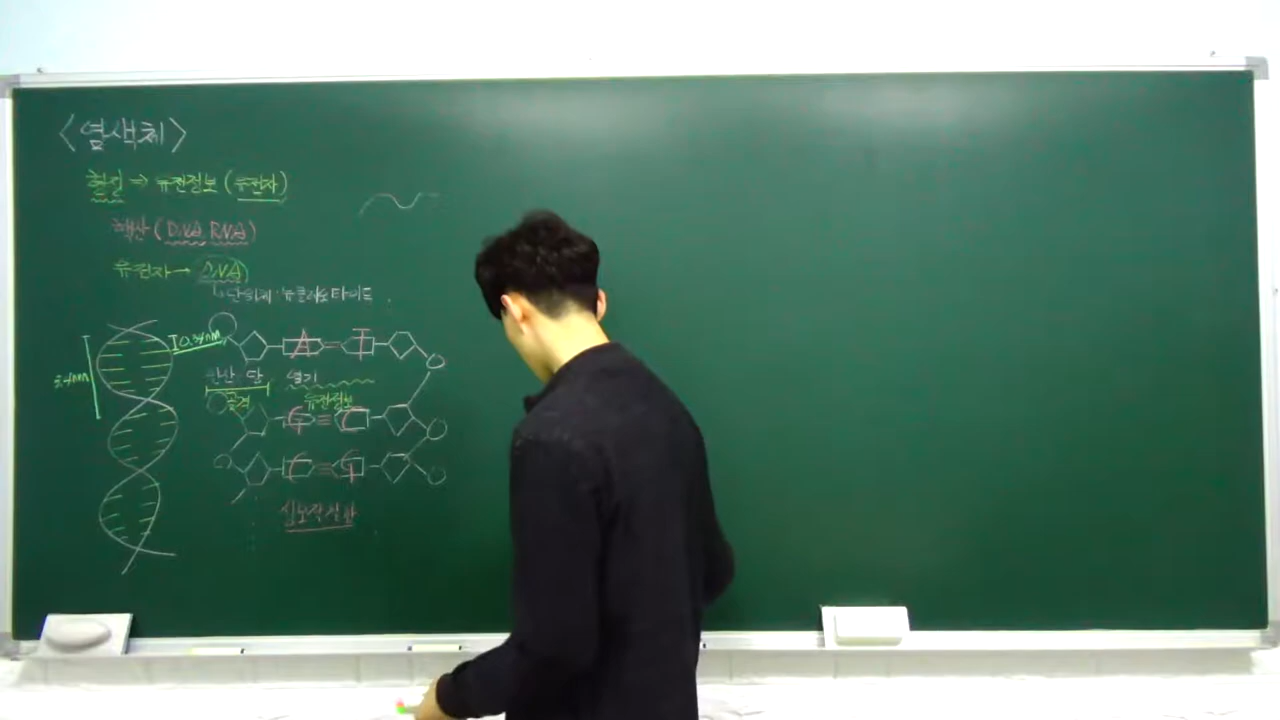 <염색체>
형질 ⇒ 유전정보 (유전자)
핵산 (DNA, RNA)
유전자 → DNA
↳ 단위체 : 뉴클레오타이드
0.34nm
A = T
3.4nm
인산 당 염기
골격 유전정보
G ≡ C
C ≡ G
상보적 결합